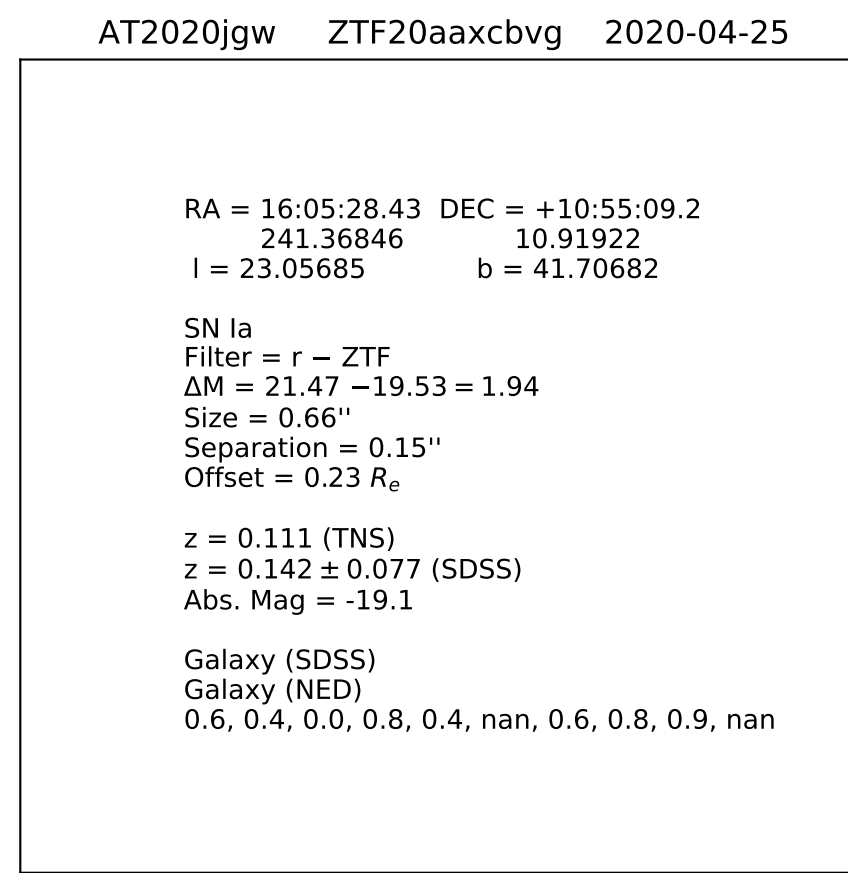 AT2020jgw ZTF20aaxcbvg 2020-04-25
RA = 16:05:28.43 DEC = +10:55:09.2
241.36846 10.91922
l = 23.05685 b = 41.70682
SN Ia
Filter = r − ZTF
ΔM = 21.47 −19.53 = 1.94
Size = 0.66''
Separation = 0.15''
Offset = 0.23 Rₑ
z = 0.111 (TNS)
z = 0.142 ± 0.077 (SDSS)
Abs. Mag = -19.1
Galaxy (SDSS)
Galaxy (NED)
0.6, 0.4, 0.0, 0.8, 0.4, nan, 0.6, 0.8, 0.9, nan